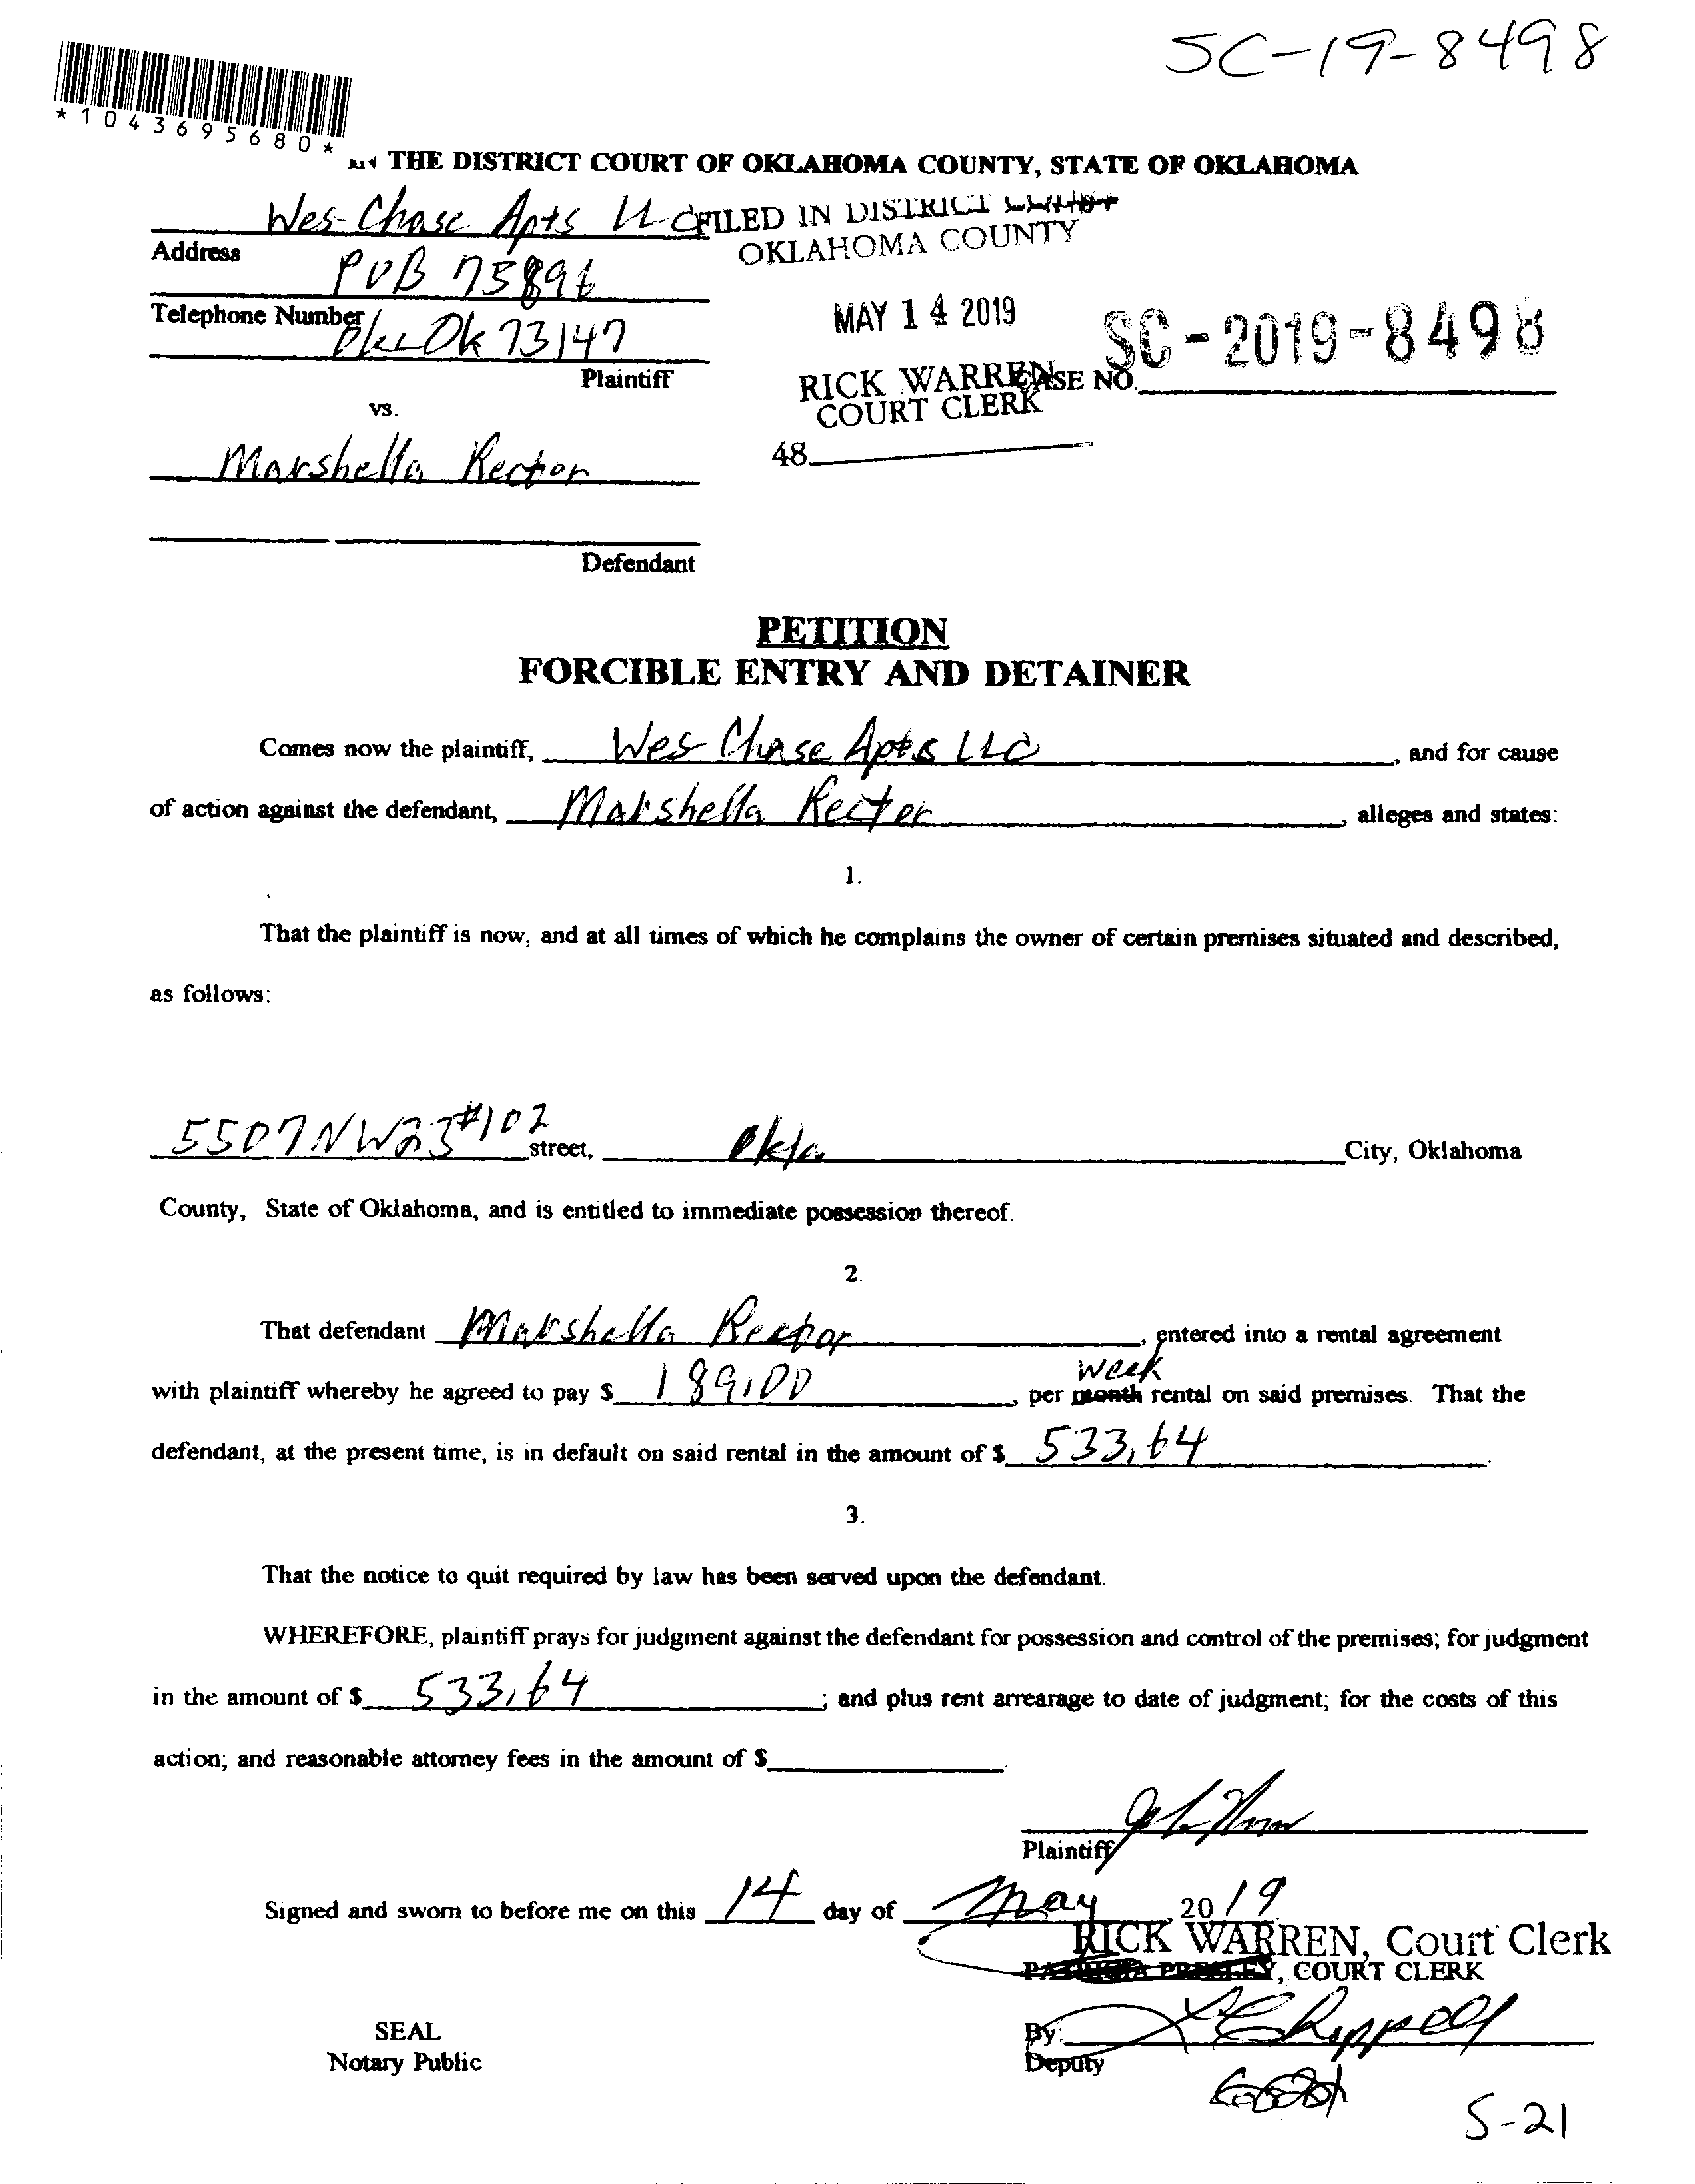 SC-19-8498
*1043695680*
THE DISTRICT COURT OF OKLAHOMA COUNTY, STATE OF OKLAHOMA
Wes Chase Apts LLC
FILED IN DISTRICT COURT
OKLAHOMA COUNTY
Address
POB 75896
Telephone Number
Okc Ok 73147
MAY 14 2019
SC-2019-8498
Plaintiff
RICK WARREN
CASE NO.
COURT CLERK
vs.
48
Marshella Rector
Defendant
PETITION
FORCIBLE ENTRY AND DETAINER
Comes now the plaintiff, Wes Chase Apts LLC, and for cause
of action against the defendant, Marshella Rector, alleges and states:
1.
That the plaintiff is now, and at all times of which he complains the owner of certain premises situated and described,
as follows:
5507 NW 23 #102 street, Okla City, Oklahoma
County, State of Oklahoma, and is entitled to immediate possession thereof.
2.
That defendant Marshella Rector, entered into a rental agreement
week
with plaintiff whereby he agreed to pay $ 189.00, per month rental on said premises. That the
defendant, at the present time, is in default on said rental in the amount of $ 533.64.
3.
That the notice to quit required by law has been served upon the defendant.
WHEREFORE, plaintiff prays for judgment against the defendant for possession and control of the premises; for judgment
in the amount of $ 533.64; and plus rent arrearage to date of judgment; for the costs of this
action; and reasonable attorney fees in the amount of $
Plaintiff
Signed and sworn to before me on this 14 day of May 2019
RICK WARREN, Court Clerk
, COURT CLERK
SEAL
Notary Public
By:
Deputy
5-21